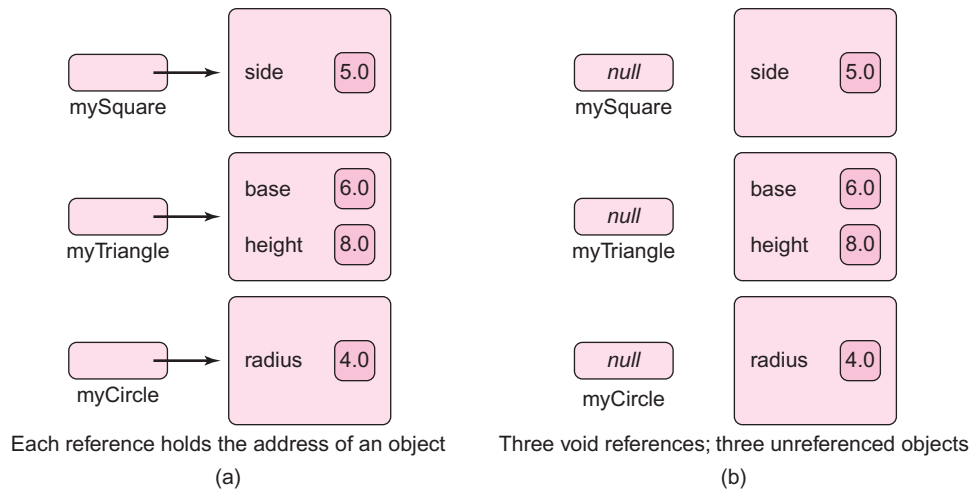 side 5.0
mySquare
base 6.0
myTriangle
height 8.0
radius 4.0
myCircle
Each reference holds the address of an object
(a)
null side 5.0
mySquare
base 6.0
null
myTriangle
height 8.0
null radius 4.0
myCircle
Three void references; three unreferenced objects
(b)